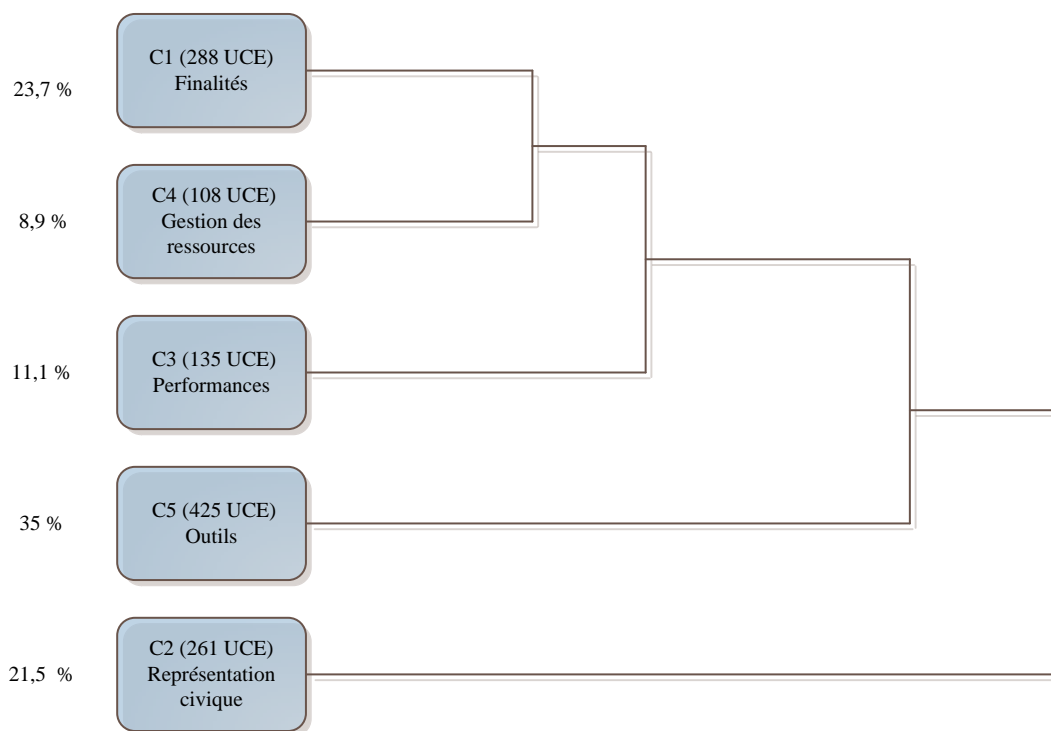 C1 (288 UCE)
Finalités
23,7 %
C4 (108 UCE)
Gestion des
ressources
8,9 %
C3 (135 UCE)
Performances
11,1 %
C5 (425 UCE)
Outils
35 %
C2 (261 UCE)
Représentation
civique
21,5 %